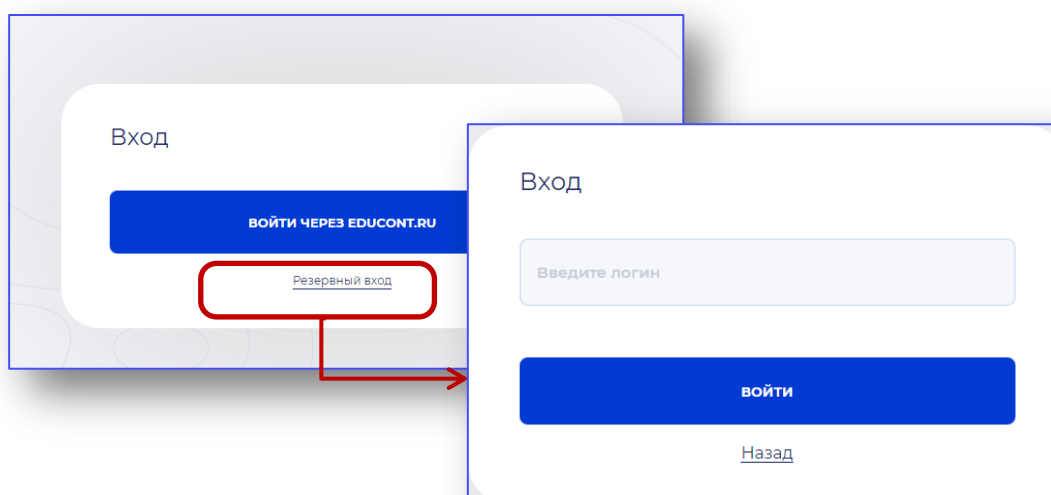 Вход
ВОЙТИ ЧЕРЕЗ EDUCONT.RU
Резервный вход
Вход
Введите логин
ВОЙТИ
Назад